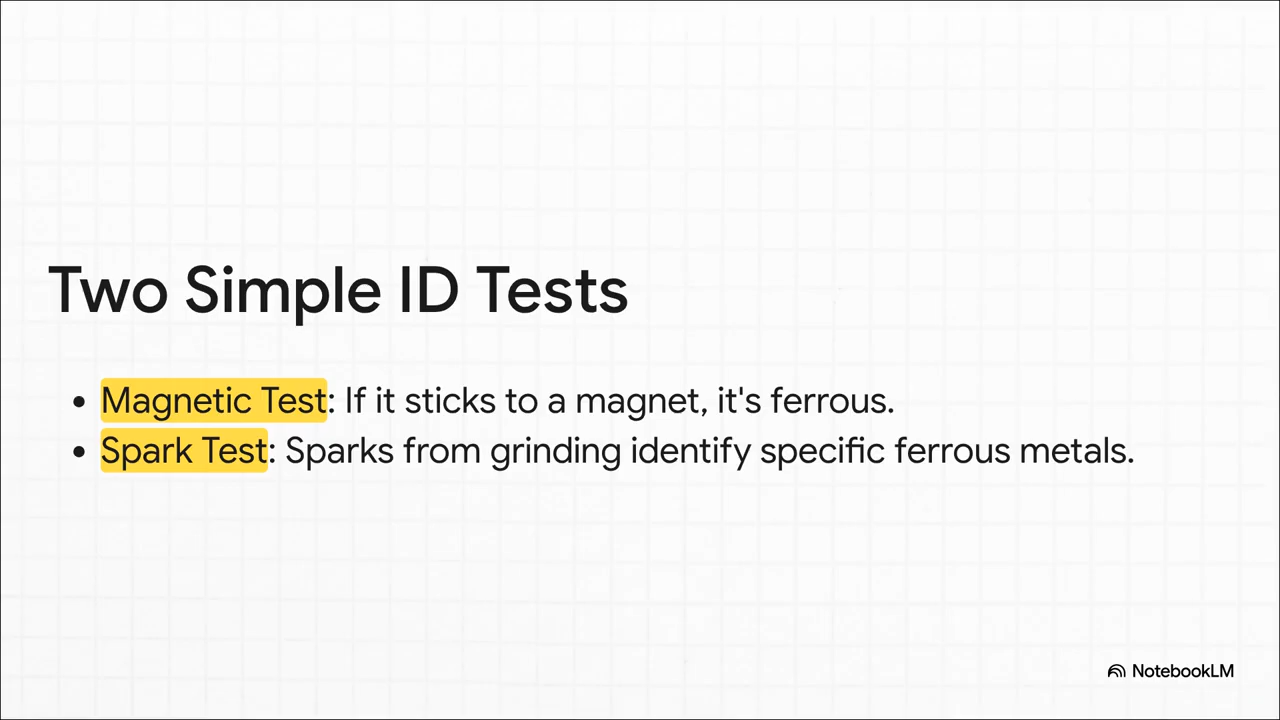 Two Simple ID Tests
• Magnetic Test: If it sticks to a magnet, it's ferrous.
• Spark Test: Sparks from grinding identify specific ferrous metals.
NotebookLM